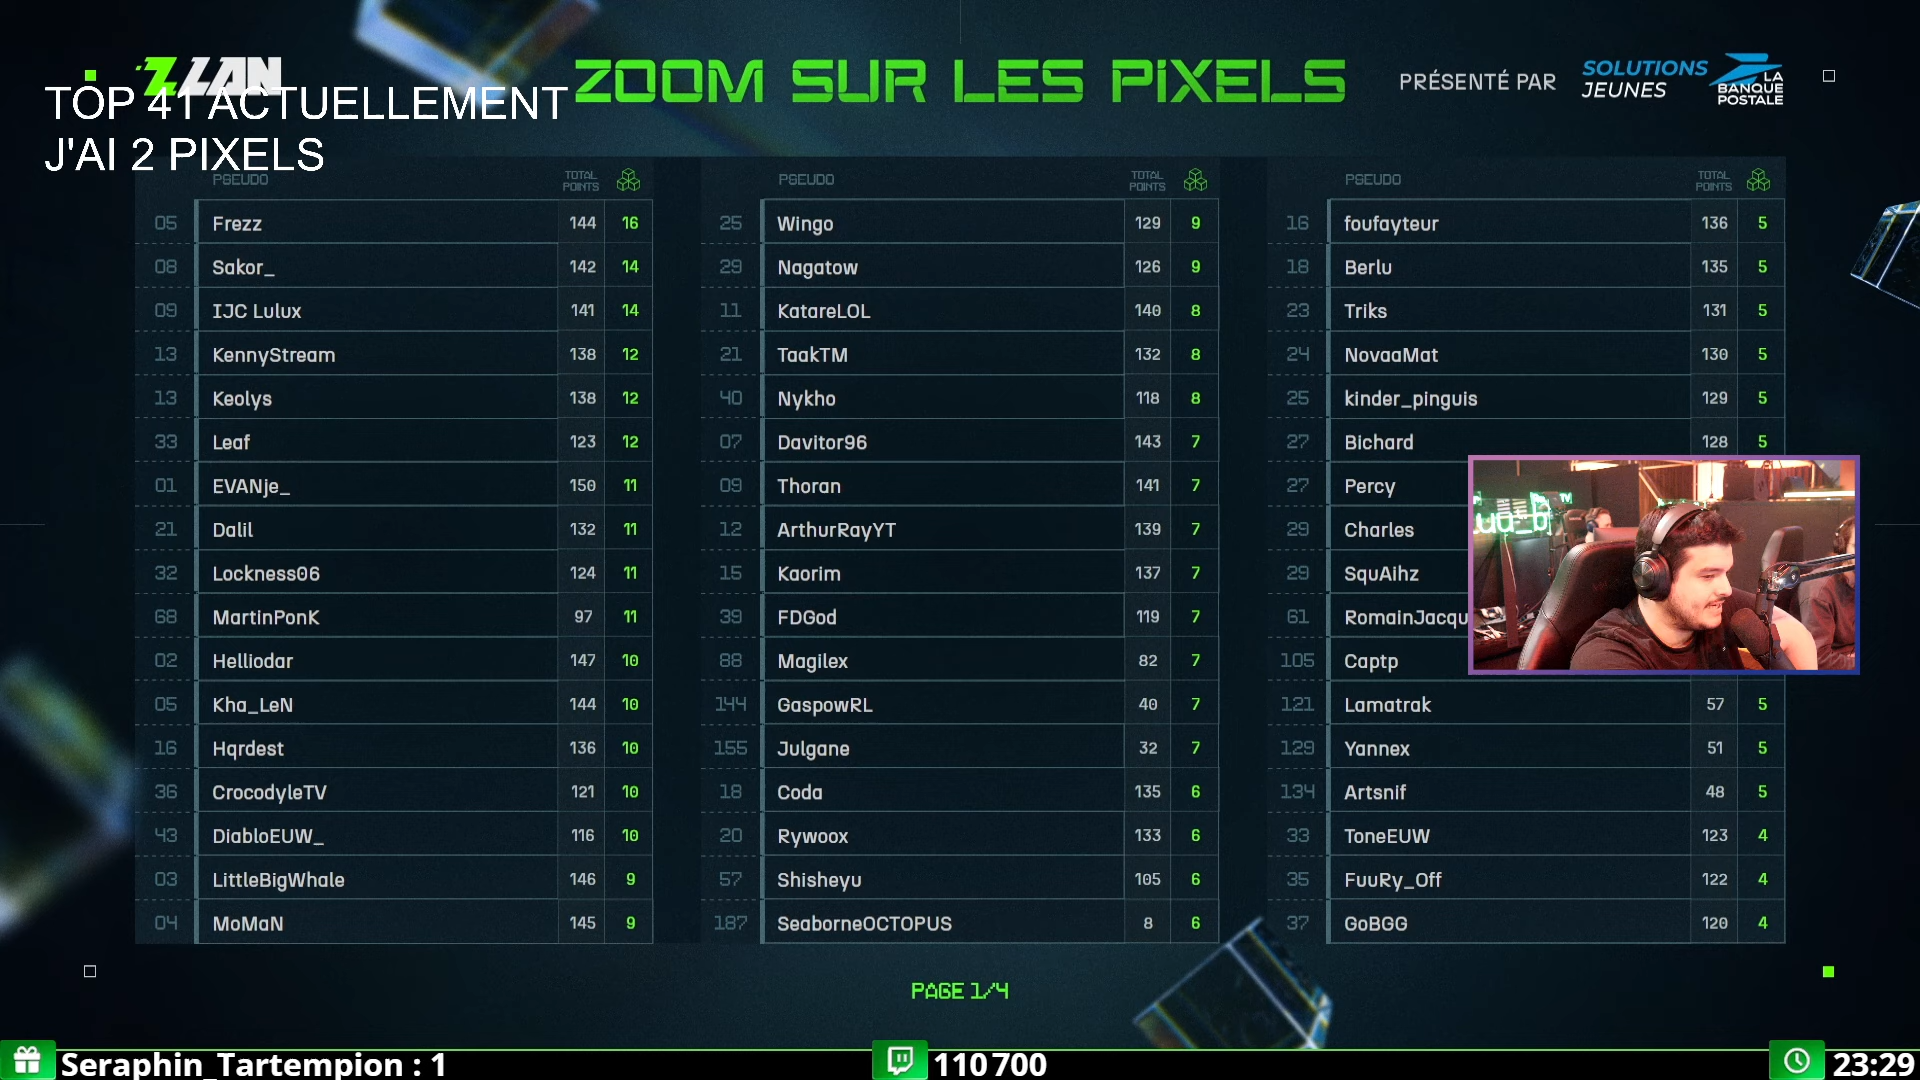 ZLAN
TOP 41 ACTUELLEMENT
J'AI 2 PIXELS
ZOOM SUR LES PiXELS
PRÉSENTÉ PAR
SOLUTIONS
JEUNES
LA
BANQUE
POSTALE
PSEUDO TOTAL POINTS
05 Frezz 144 16
08 Sakor_ 142 14
09 IJC Lulux 141 14
13 KennyStream 138 12
13 Keolys 138 12
33 Leaf 123 12
01 EVANje_ 150 11
21 Dalil 132 11
32 Lockness06 124 11
68 MartinPonK 97 11
02 Helliodar 147 10
05 Kha_LeN 144 10
16 Hqrdest 136 10
36 CrocodyleTV 121 10
43 DiabloEUW_ 116 10
03 LittleBigWhale 146 9
04 MoMaN 145 9
PSEUDO TOTAL POINTS
25 Wingo 129 9
29 Nagatow 126 9
11 KatareLOL 140 8
21 TaakTM 132 8
40 Nykho 118 8
07 Davitor96 143 7
09 Thoran 141 7
12 ArthurRayYT 139 7
15 Kaorim 137 7
39 FDGod 119 7
88 Magilex 82 7
144 GaspowRL 40 7
155 Julgane 32 7
18 Coda 135 6
20 Rywoox 133 6
57 Shisheyu 105 6
187 SeaborneOCTOPUS 8 6
PSEUDO TOTAL POINTS
16 foufayteur 136 5
18 Berlu 135 5
23 Triks 131 5
24 NovaaMat 130 5
25 kinder_pinguis 129 5
27 Bichard 128 5
27 Percy
29 Charles
29 SquAihz
61 RomainJacqu
105 Captp
121 Lamatrak 57 5
129 Yannex 51 5
134 Artsnif 48 5
33 ToneEUW 123 4
35 FuuRy_Off 122 4
37 GoBGG 120 4
PAGE 1/4
Seraphin_Tartempion : 1
110 700
23:29